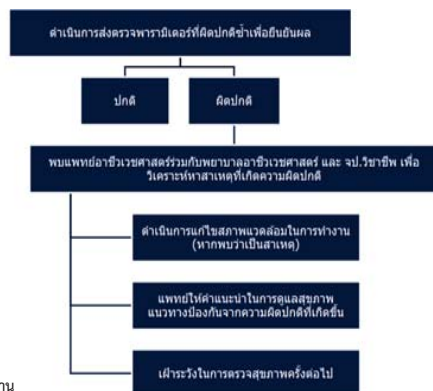 ดำเนินการส่งตรวจพารามิเตอร์ที่ผิดปกติซ้ำเพื่อยืนยันผล
ปกติ
ผิดปกติ
พบแพทย์อาชีวเวชศาสตร์ร่วมกับพยาบาลอาชีวเวชศาสตร์ และ จป.วิชาชีพ เพื่อ
วิเคราะห์หาสาเหตุที่เกิดความผิดปกติ
ดำเนินการแก้ไขสภาพแวดล้อมในการทำงาน
(หากพบว่าเป็นสาเหตุ)
แพทย์ให้คำแนะนำในการดูแลสุขภาพ
แนวทางป้องกันจากความผิดปกติที่เกิดขึ้น
เฝ้าระวังในการตรวจสุขภาพครั้งต่อไป
าน